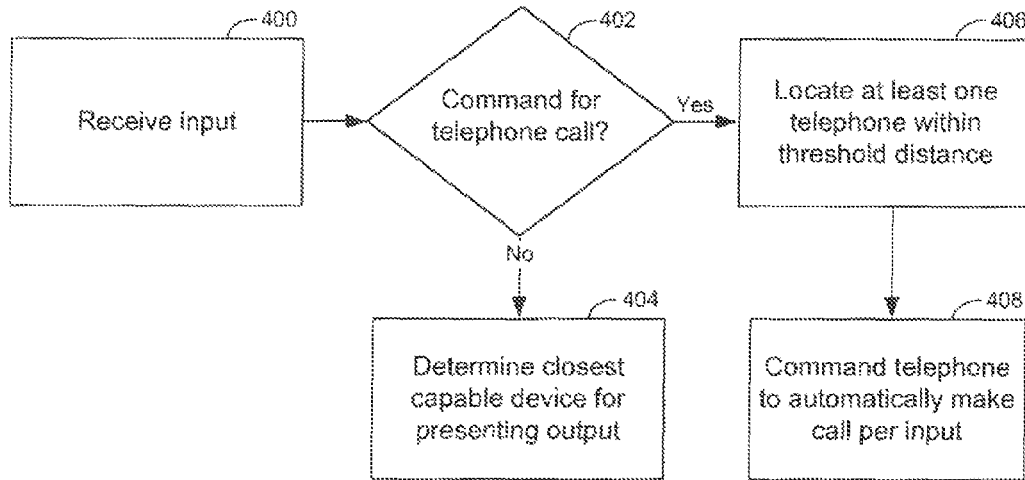 400
Receive input
402
Command for
telephone call?
Yes
406
Locate at least one
telephone within
threshold distance
No
404
Determine closest
capable device for
presenting output
408
Command telephone
to automatically make
call per input